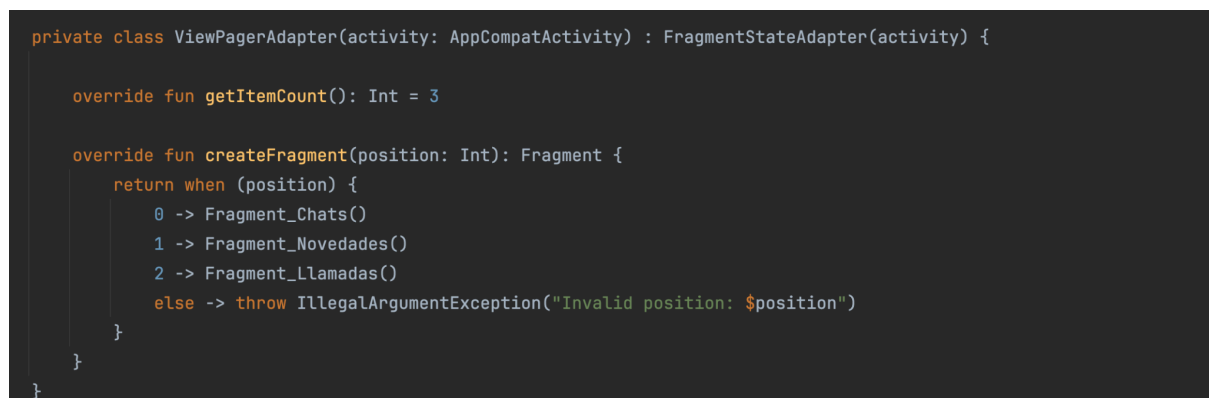 private class ViewPagerAdapter(activity: AppCompatActivity) : FragmentStateAdapter(activity) {
override fun getItemCount(): Int = 3
override fun createFragment(position: Int): Fragment {
return when (position) {
0 -> Fragment_Chats()
1 -> Fragment_Novedades()
2 -> Fragment_Llamadas()
else -> throw IllegalArgumentException("Invalid position: $position")
}
}
}